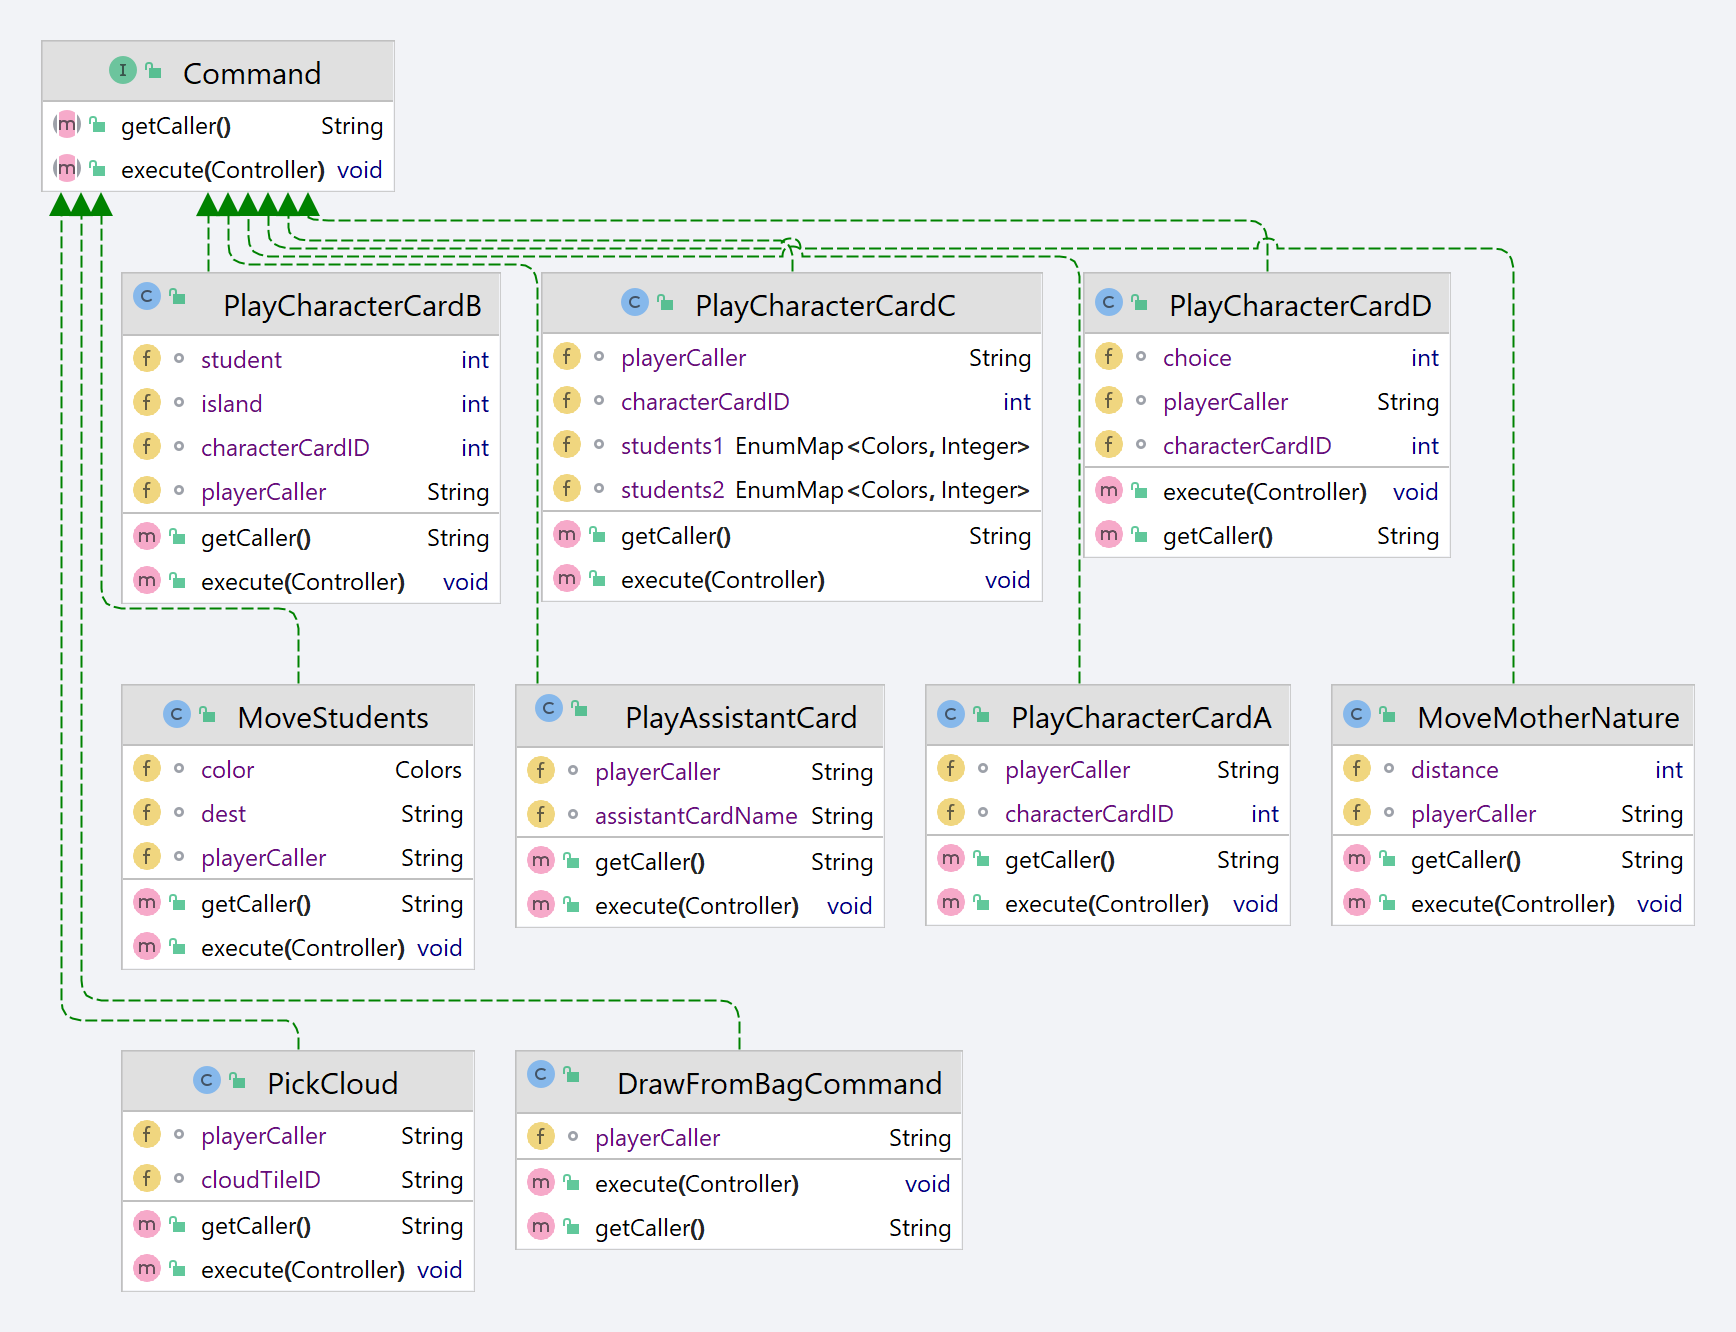 I Command
m getCaller() String
m execute(Controller) void
C PlayCharacterCardB
f student int
f island int
f characterCardID int
f playerCaller String
m getCaller() String
m execute(Controller) void
C PlayCharacterCardC
f playerCaller String
f characterCardID int
f students1 EnumMap<Colors, Integer>
f students2 EnumMap<Colors, Integer>
m getCaller() String
m execute(Controller) void
C PlayCharacterCardD
f choice int
f playerCaller String
f characterCardID int
m execute(Controller) void
m getCaller() String
C MoveStudents
f color Colors
f dest String
f playerCaller String
m getCaller() String
m execute(Controller) void
C PlayAssistantCard
f playerCaller String
f assistantCardName String
m getCaller() String
m execute(Controller) void
C PlayCharacterCardA
f playerCaller String
f characterCardID int
m getCaller() String
m execute(Controller) void
C MoveMotherNature
f distance int
f playerCaller String
m getCaller() String
m execute(Controller) void
C PickCloud
f playerCaller String
f cloudTileID String
m getCaller() String
m execute(Controller) void
C DrawFromBagCommand
f playerCaller String
m execute(Controller) void
m getCaller() String